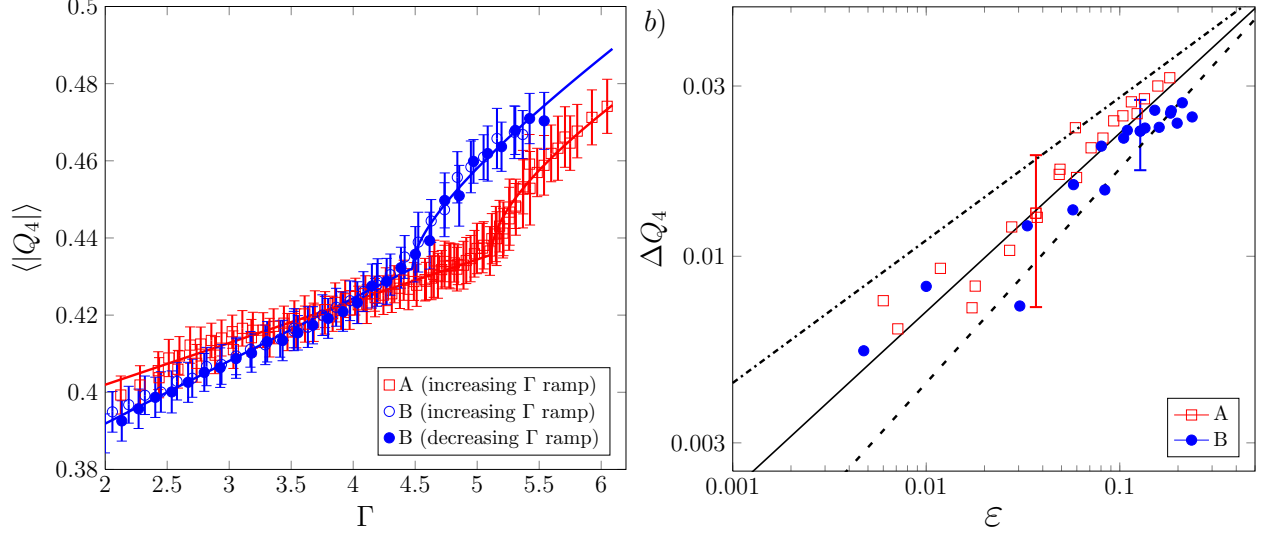 0.5
0.48
0.46
0.44
0.42
0.4
0.38
⟨|Q₄|⟩
2 2.5 3 3.5 4 4.5 5 5.5 6
Γ
A (increasing Γ ramp)
B (increasing Γ ramp)
B (decreasing Γ ramp)
b)
0.03
0.01
0.003
ΔQ₄
0.001 0.01 0.1
ε
A
B